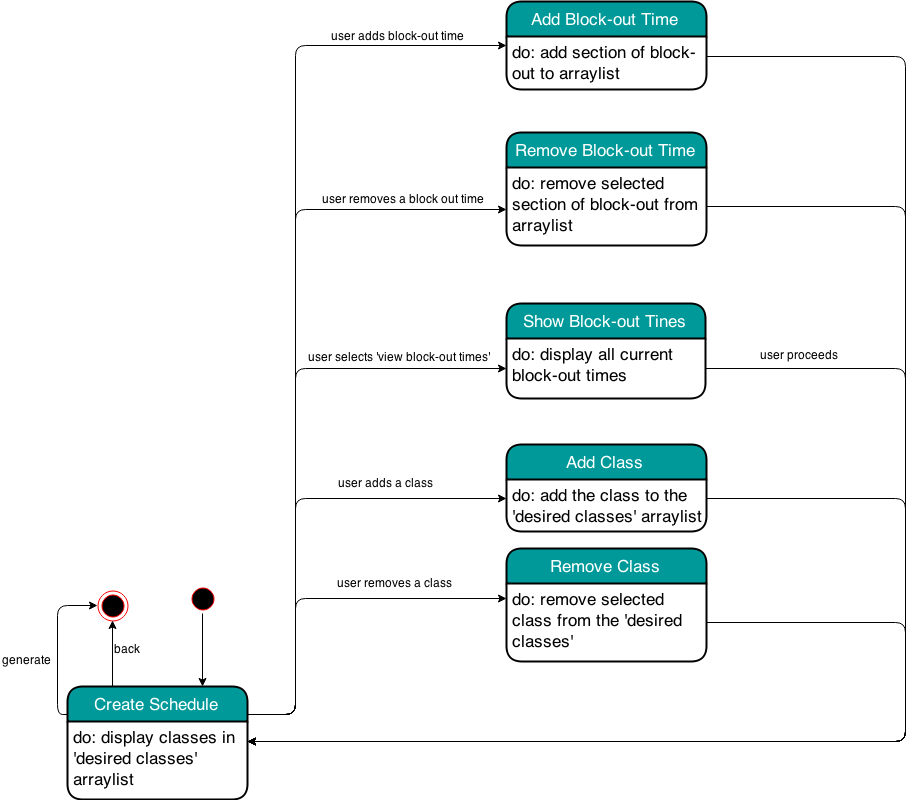 Add Block-out Time
user adds block-out time
do: add section of block-
out to arraylist
Remove Block-out Time
user removes a block out time
do: remove selected
section of block-out from
arraylist
Show Block-out Tines
user selects 'view block-out times'
do: display all current
block-out times
user proceeds
Add Class
user adds a class
do: add the class to the
'desired classes' arraylist
Remove Class
user removes a class
do: remove selected
class from the 'desired
classes'
generate
back
Create Schedule
do: display classes in
'desired classes'
arraylist